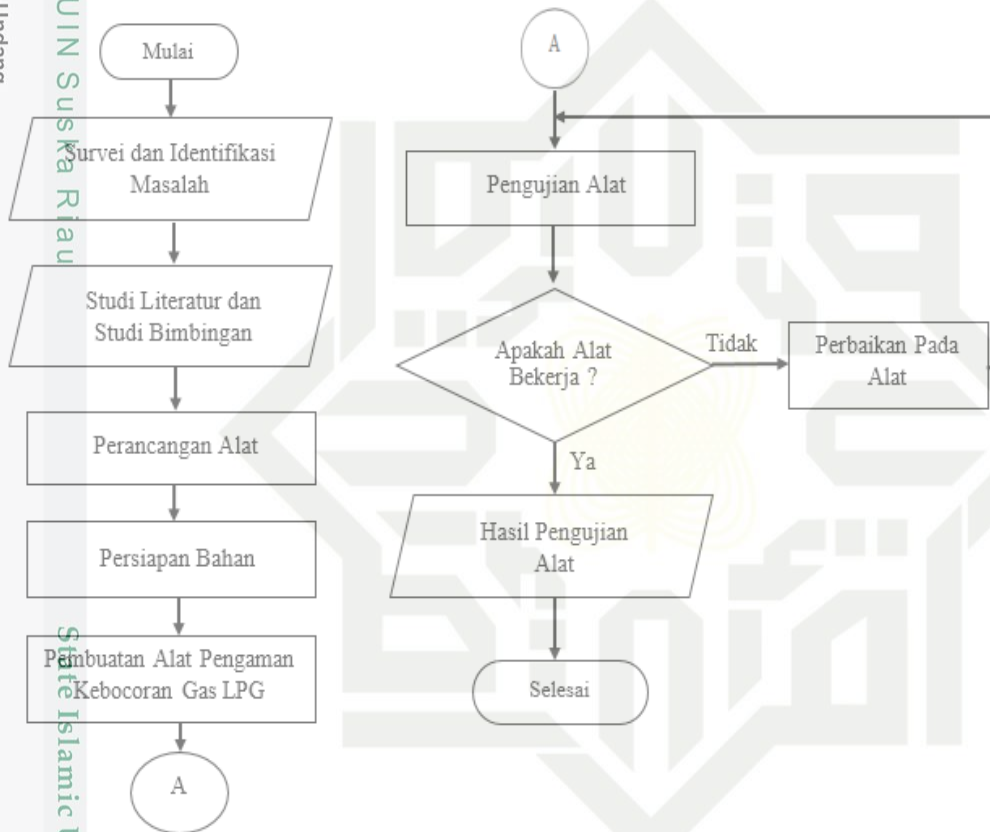 Mulai
Survei dan Identifikasi
Masalah
Studi Literatur dan
Studi Bimbingan
Perancangan Alat
Persiapan Bahan
Pembuatan Alat Pengaman
Kebocoran Gas LPG
A
A
Pengujian Alat
Apakah Alat
Bekerja ?
Tidak
Perbaikan Pada
Alat
Ya
Hasil Pengujian
Alat
Selesai
UIN Suska Riau
State Islamic